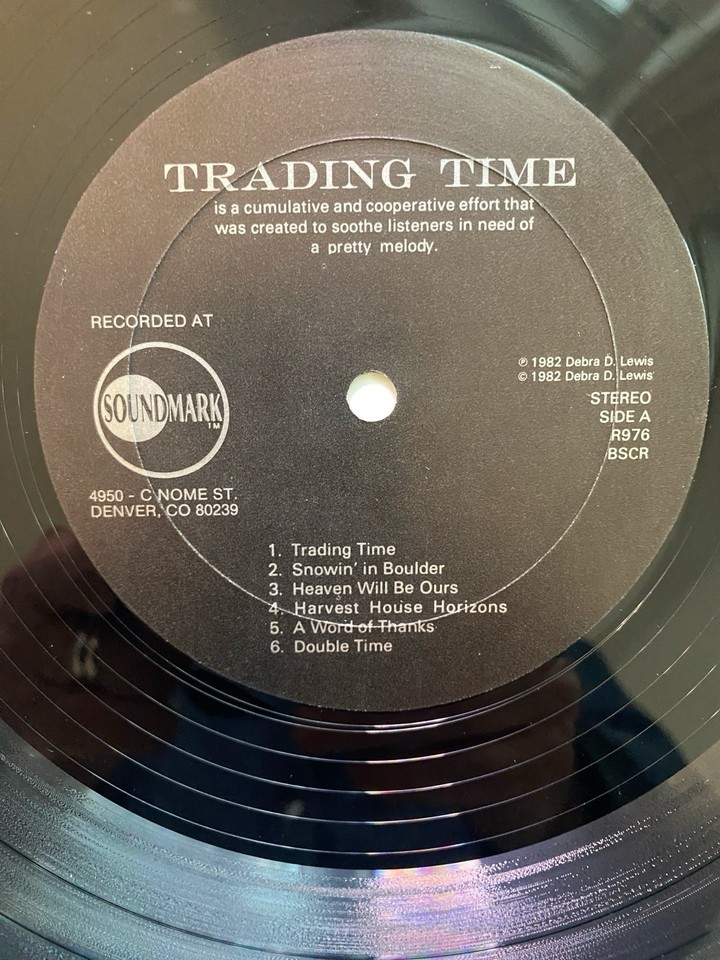 TRADING TIME
is a cumulative and cooperative effort that
was created to soothe listeners in need of
a pretty melody.
RECORDED AT
SOUNDMARK
TM
4950 - C NOME ST.
DENVER, CO 80239
℗ 1982 Debra D. Lewis
© 1982 Debra D. Lewis
STEREO
SIDE A
R976
BSCR
1. Trading Time
2. Snowin' in Boulder
3. Heaven Will Be Ours
4. Harvest House Horizons
5. A Word of Thanks
6. Double Time